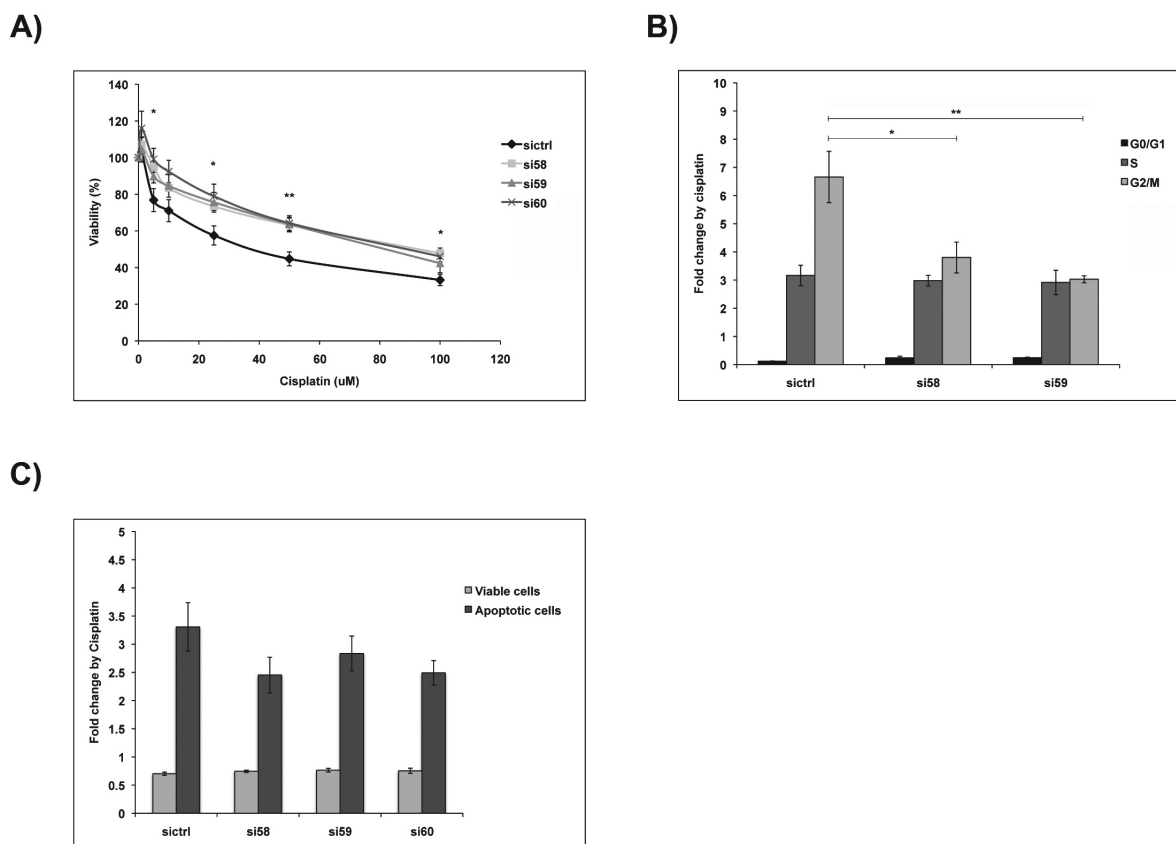 A)
140
120
100
80
60
40
20
0
0 20 40 60 80 100 120
Viability (%)
Cisplatin (uM)
*
*
**
*
sictrl
si58
si59
si60
B)
10
9
8
7
6
5
4
3
2
1
0
Fold change by cisplatin
**
*
sictrl si58 si59
G0/G1
S
G2/M
C)
5
4.5
4
3.5
3
2.5
2
1.5
1
0.5
0
Fold change by Cisplatin
sictrl si58 si59 si60
Viable cells
Apoptotic cells